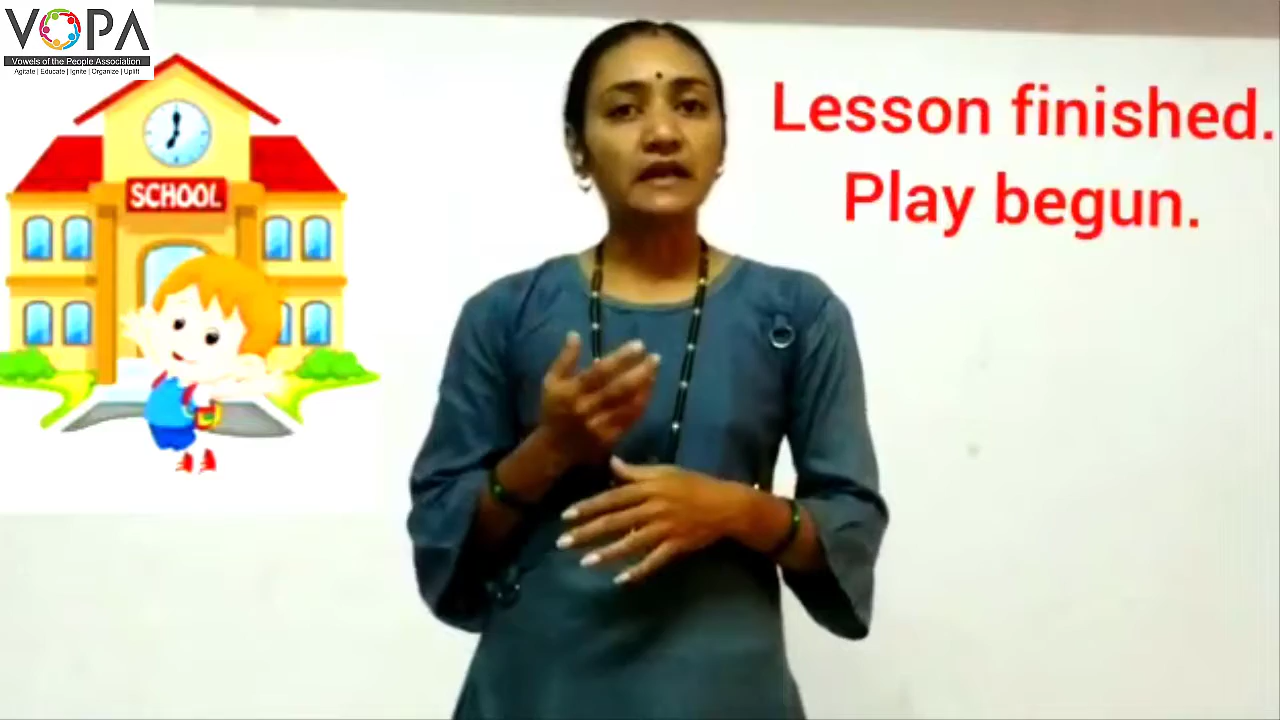 VOPA
Vowels of the People Association
Agitate | Educate | Ignite | Organize | Uplift
SCHOOL
Lesson finished.
Play begun.